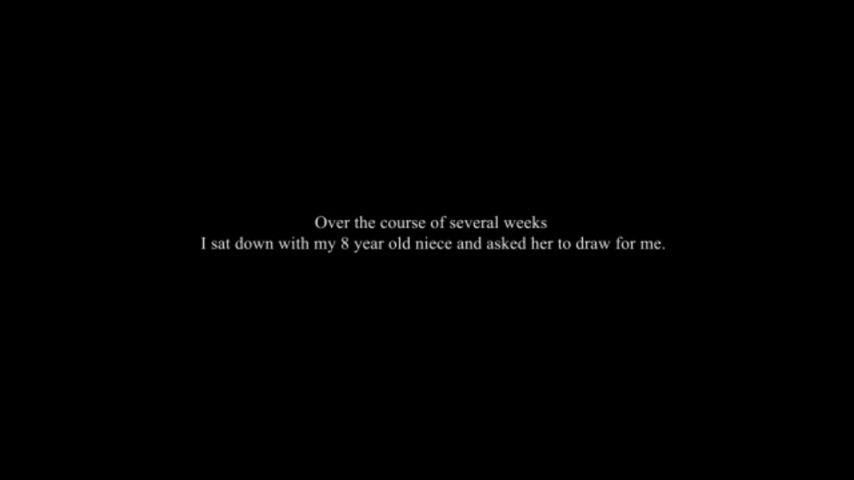 Over the course of several weeks
I sat down with my 8 year old niece and asked her to draw for me.